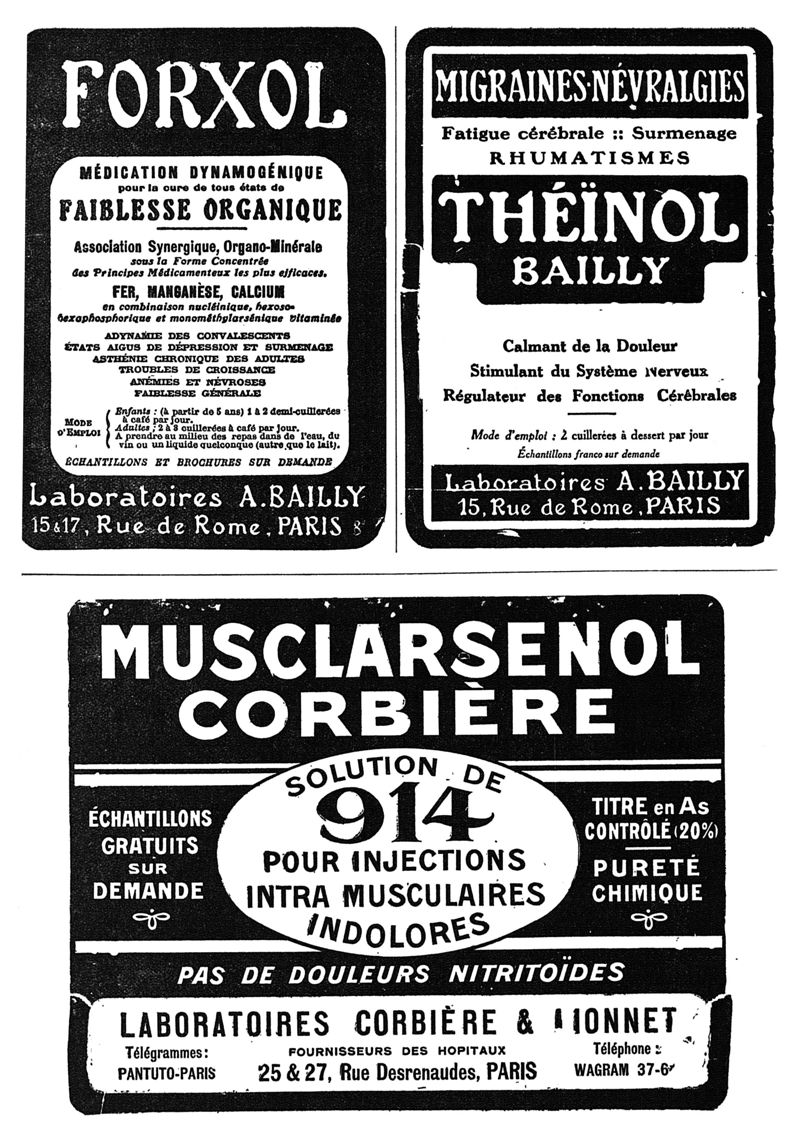 FORXOL
MÉDICATION DYNAMOGÉNIQUE
pour la cure de tous états de
FAIBLESSE ORGANIQUE
Association Synergique, Organo-Minérale
sous la Forme Concentrée
des Principes Médicamenteux les plus efficaces.
FER, MANGANÈSE, CALCIUM
en combinaison nucléinique, hexoso-
hexaphosphorique et monométhylarsénique vitaminée
ADYNAMIE DES CONVALESCENTS
ÉTATS AIGUS DE DÉPRESSION ET SURMENAGE
ASTHÉNIE CHRONIQUE DES ADULTES
TROUBLES DE CROISSANCE
ANÉMIES ET NÉVROSES
FAIBLESSE GÉNÉRALE
MODE D'EMPLOI
Enfants : (à partir de 5 ans) 1 à 2 demi-cuillerées
à café par jour.
Adultes ; 2 à 3 cuillerées à café par jour.
A prendre au milieu des repas dans de l'eau, du
vin ou un liquide quelconque (autre que le lait).
ÉCHANTILLONS ET BROCHURES SUR DEMANDE
Laboratoires A. BAILLY
15 & 17, Rue de Rome, PARIS 8
MIGRAINES·NÉVRALGIES
Fatigue cérébrale :: Surmenage
RHUMATISMES
THÉÏNOL
BAILLY
Calmant de la Douleur
Stimulant du Système Nerveux
Régulateur des Fonctions Cérébrales
Mode d'emploi : 2 cuillerées à dessert par jour
Échantillons franco sur demande
Laboratoires A. BAILLY
15, Rue de Rome, PARIS
MUSCLARSENOL
CORBIÈRE
SOLUTION DE
914
POUR INJECTIONS
INTRA MUSCULAIRES
INDOLORES
ÉCHANTILLONS
GRATUITS
SUR
DEMANDE
TITRE en As
CONTRÔLÉ (20%)
PURETÉ
CHIMIQUE
PAS DE DOULEURS NITRITOÏDES
LABORATOIRES CORBIÈRE & LIONNET
Télégrammes:
PANTUTO-PARIS
FOURNISSEURS DES HOPITAUX
25 & 27, Rue Desrenaudes, PARIS
Téléphone :
WAGRAM 37-6